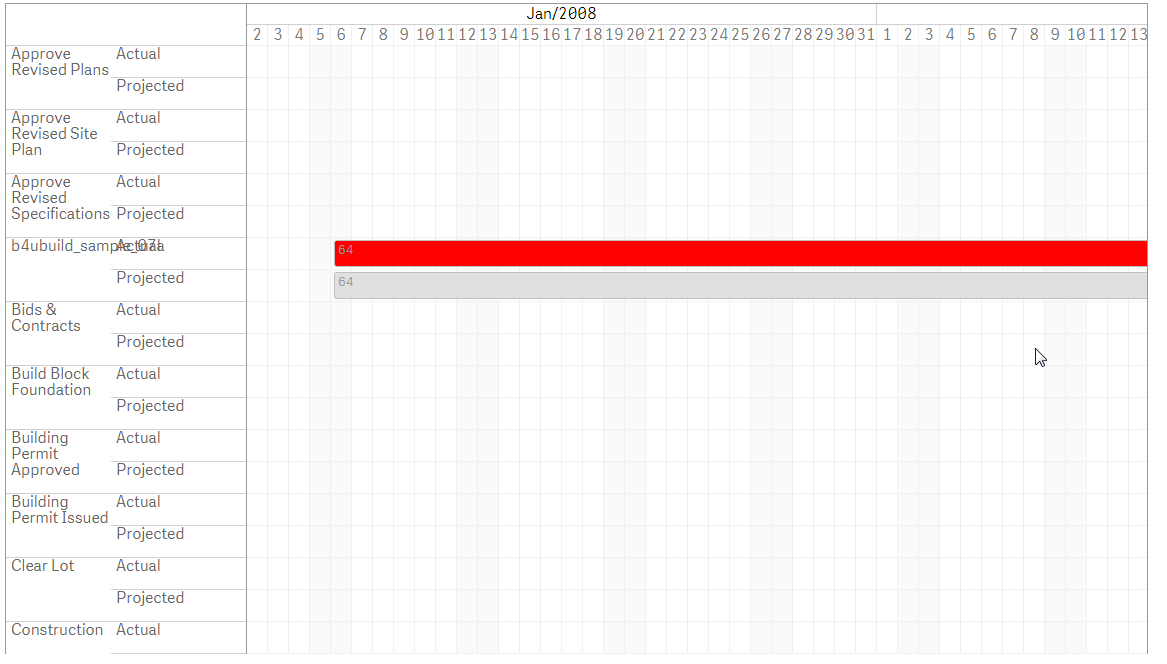 Jan/2008
2 3 4 5 6 7 8 9 10 11 12 13 14 15 16 17 18 19 20 21 22 23 24 25 26 27 28 29 30 31 1 2 3 4 5 6 7 8 9 10 11 12 13
Approve Actual
Revised Plans
Projected
Approve Actual
Revised Site
Plan Projected
Approve Actual
Revised
Specifications Projected
b4ubuild_sample_07a Actual 64
Projected 64
Bids & Actual
Contracts
Projected
Build Block Actual
Foundation
Projected
Building Actual
Permit
Approved Projected
Building Actual
Permit Issued
Projected
Clear Lot Actual
Projected
Construction Actual